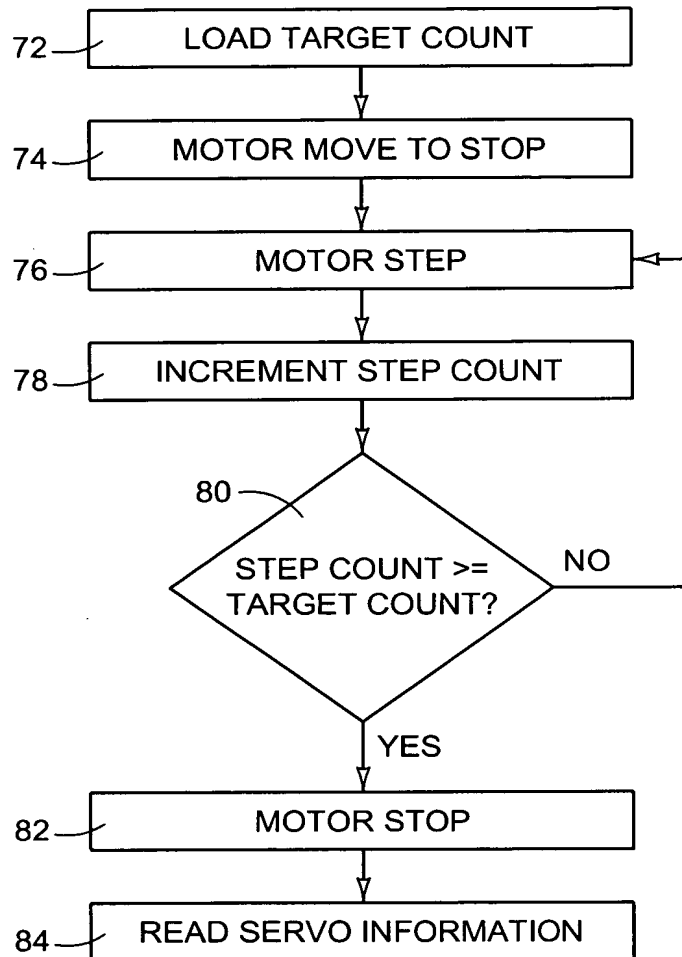 72 LOAD TARGET COUNT
74 MOTOR MOVE TO STOP
76 MOTOR STEP
78 INCREMENT STEP COUNT
80
STEP COUNT >=
TARGET COUNT?
NO
YES
82 MOTOR STOP
84 READ SERVO INFORMATION